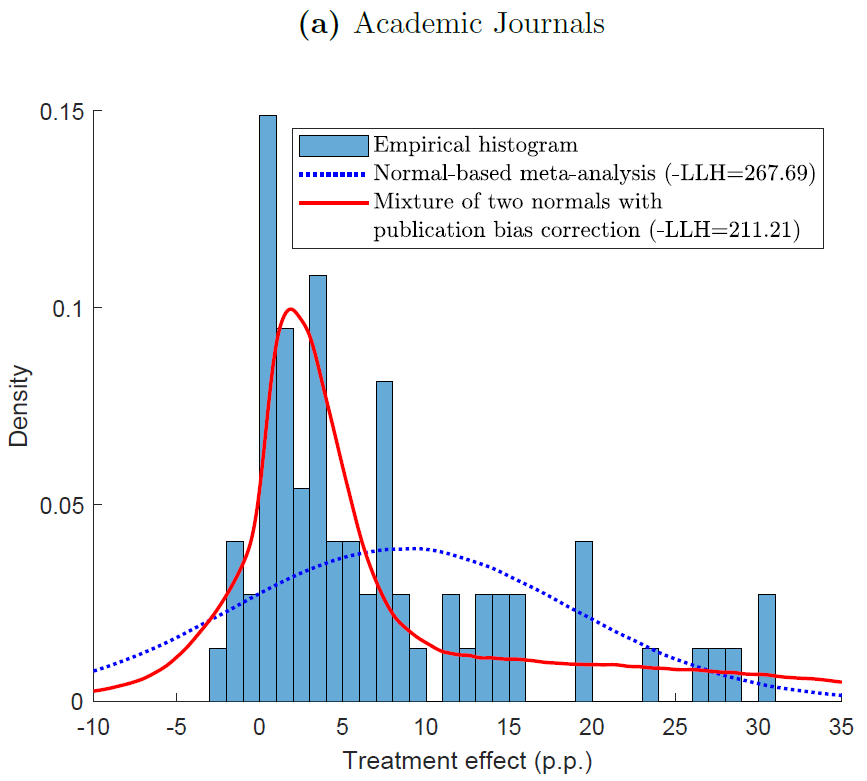 (a) Academic Journals
0.15
Empirical histogram
Normal-based meta-analysis (-LLH=267.69)
Mixture of two normals with
publication bias correction (-LLH=211.21)
0.1
Density
0.05
0
-10 -5 0 5 10 15 20 25 30 35
Treatment effect (p.p.)